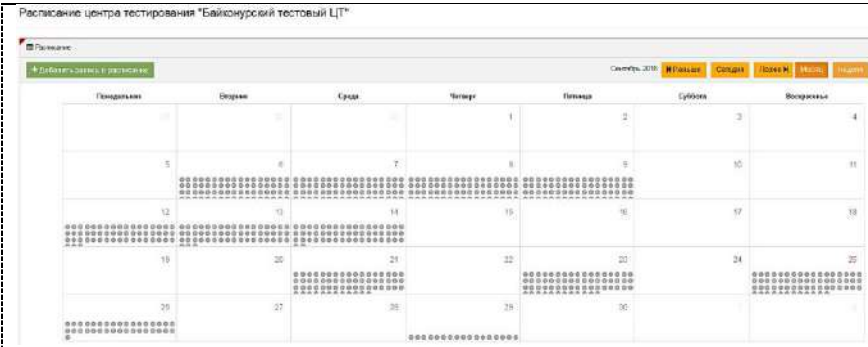 Расписание центра тестирования "Байконурский тестовый ЦТ"
Расписание
+ Добавить запись в расписание
Сентябрь 2016 Раньше Сегодня Позже Месяц Неделя
Понедельник Вторник Среда Четверг Пятница Суббота Воскресенье
1 2 3 4
5 6 7 8 9 10 11
12 13 14 15 16 17 18
19 20 21 22 23 24 25
26 27 28 29 30